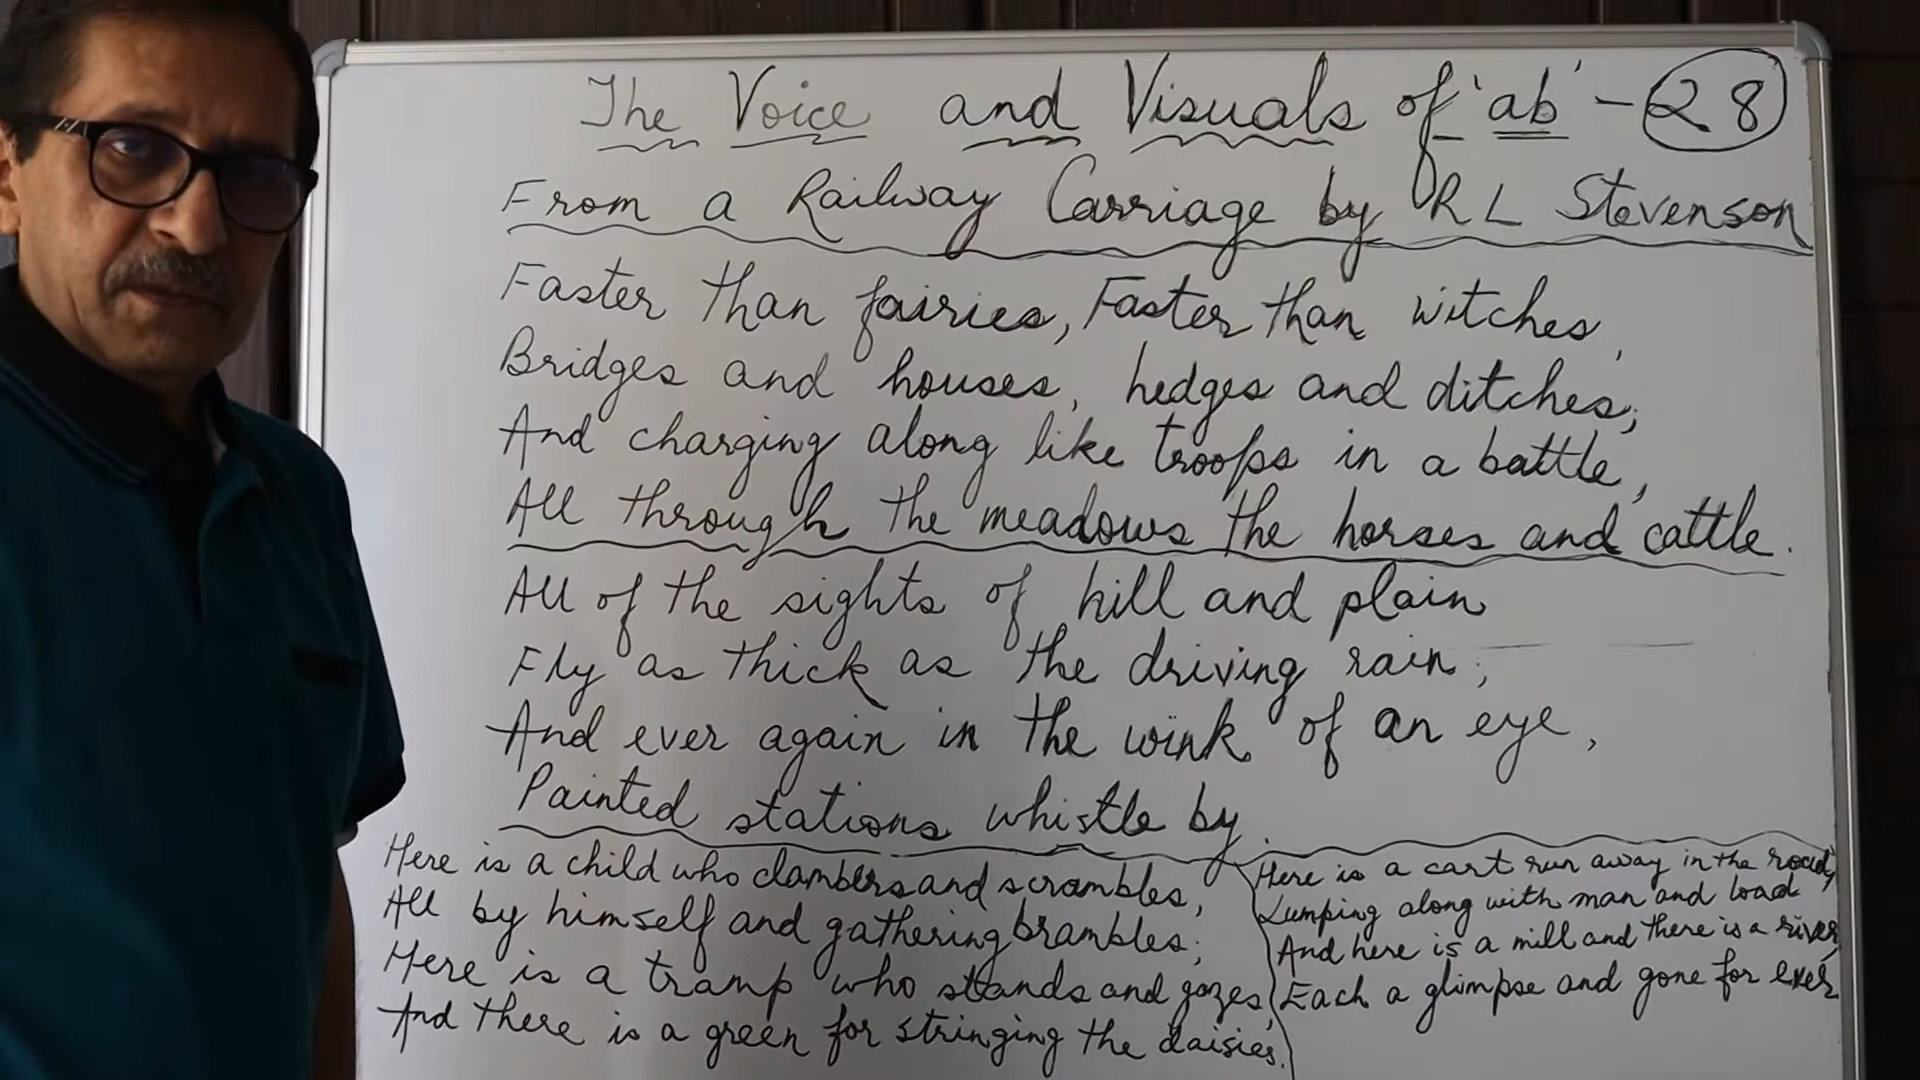 The Voice and Visuals of 'ab' - 28
From a Railway Carriage by R L Stevenson
Faster than fairies, Faster than witches,
Bridges and houses, hedges and ditches;
And charging along like troops in a battle,
All through the meadows the horses and cattle.
All of the sights of hill and plain
Fly as thick as the driving rain;
And ever again in the wink of an eye,
Painted stations whistle by.
Here is a child who clambers and scrambles,
All by himself and gathering brambles;
Here is a tramp who stands and gazes,
And there is a green for stringing the daisies.
Here is a cart run away in the road,
Lumping along with man and load
And here is a mill and there is a river,
Each a glimpse and gone for ever